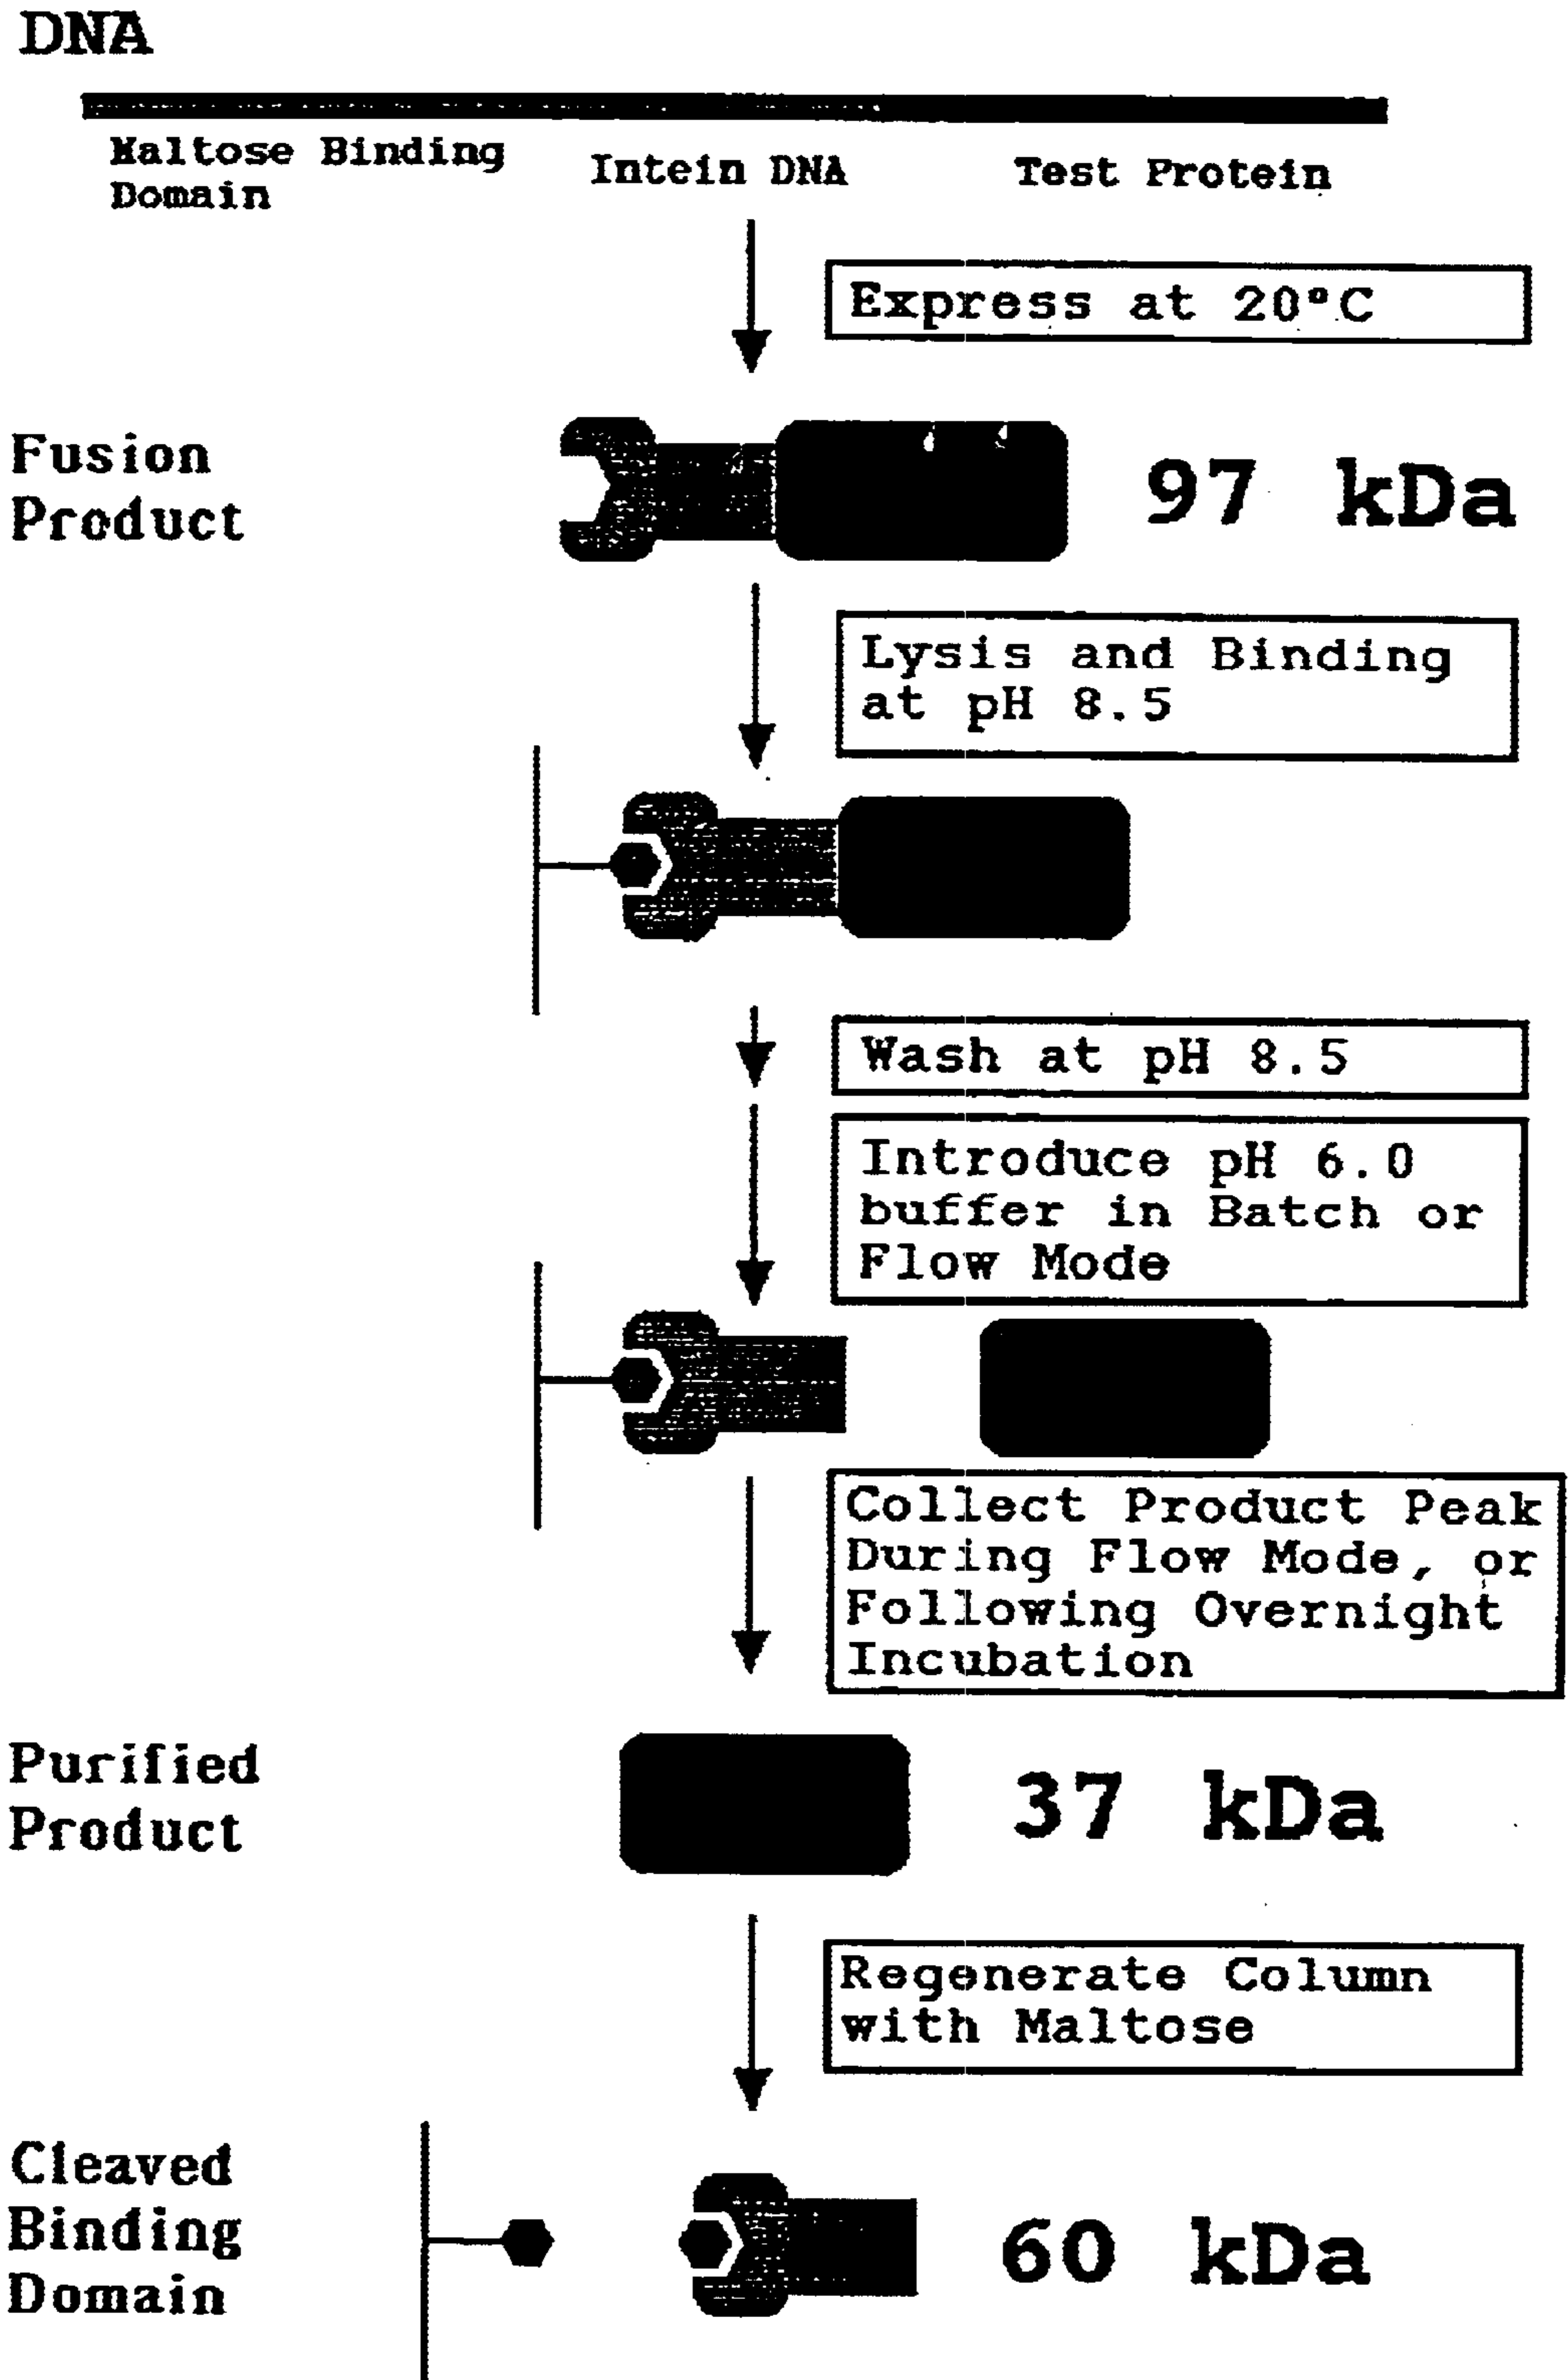 DNA
Maltose Binding
Domain
Intein DNA
Test Protein
Express at 20°C
Fusion
Product
97 kDa
Lysis and Binding
at pH 8.5
Wash at pH 8.5
Introduce pH 6.0
buffer in Batch or
Flow Mode
Collect Product Peak
During Flow Mode, or
Following Overnight
Incubation
Purified
Product
37 kDa
Regenerate Column
with Maltose
Cleaved
Binding
Domain
60 kDa